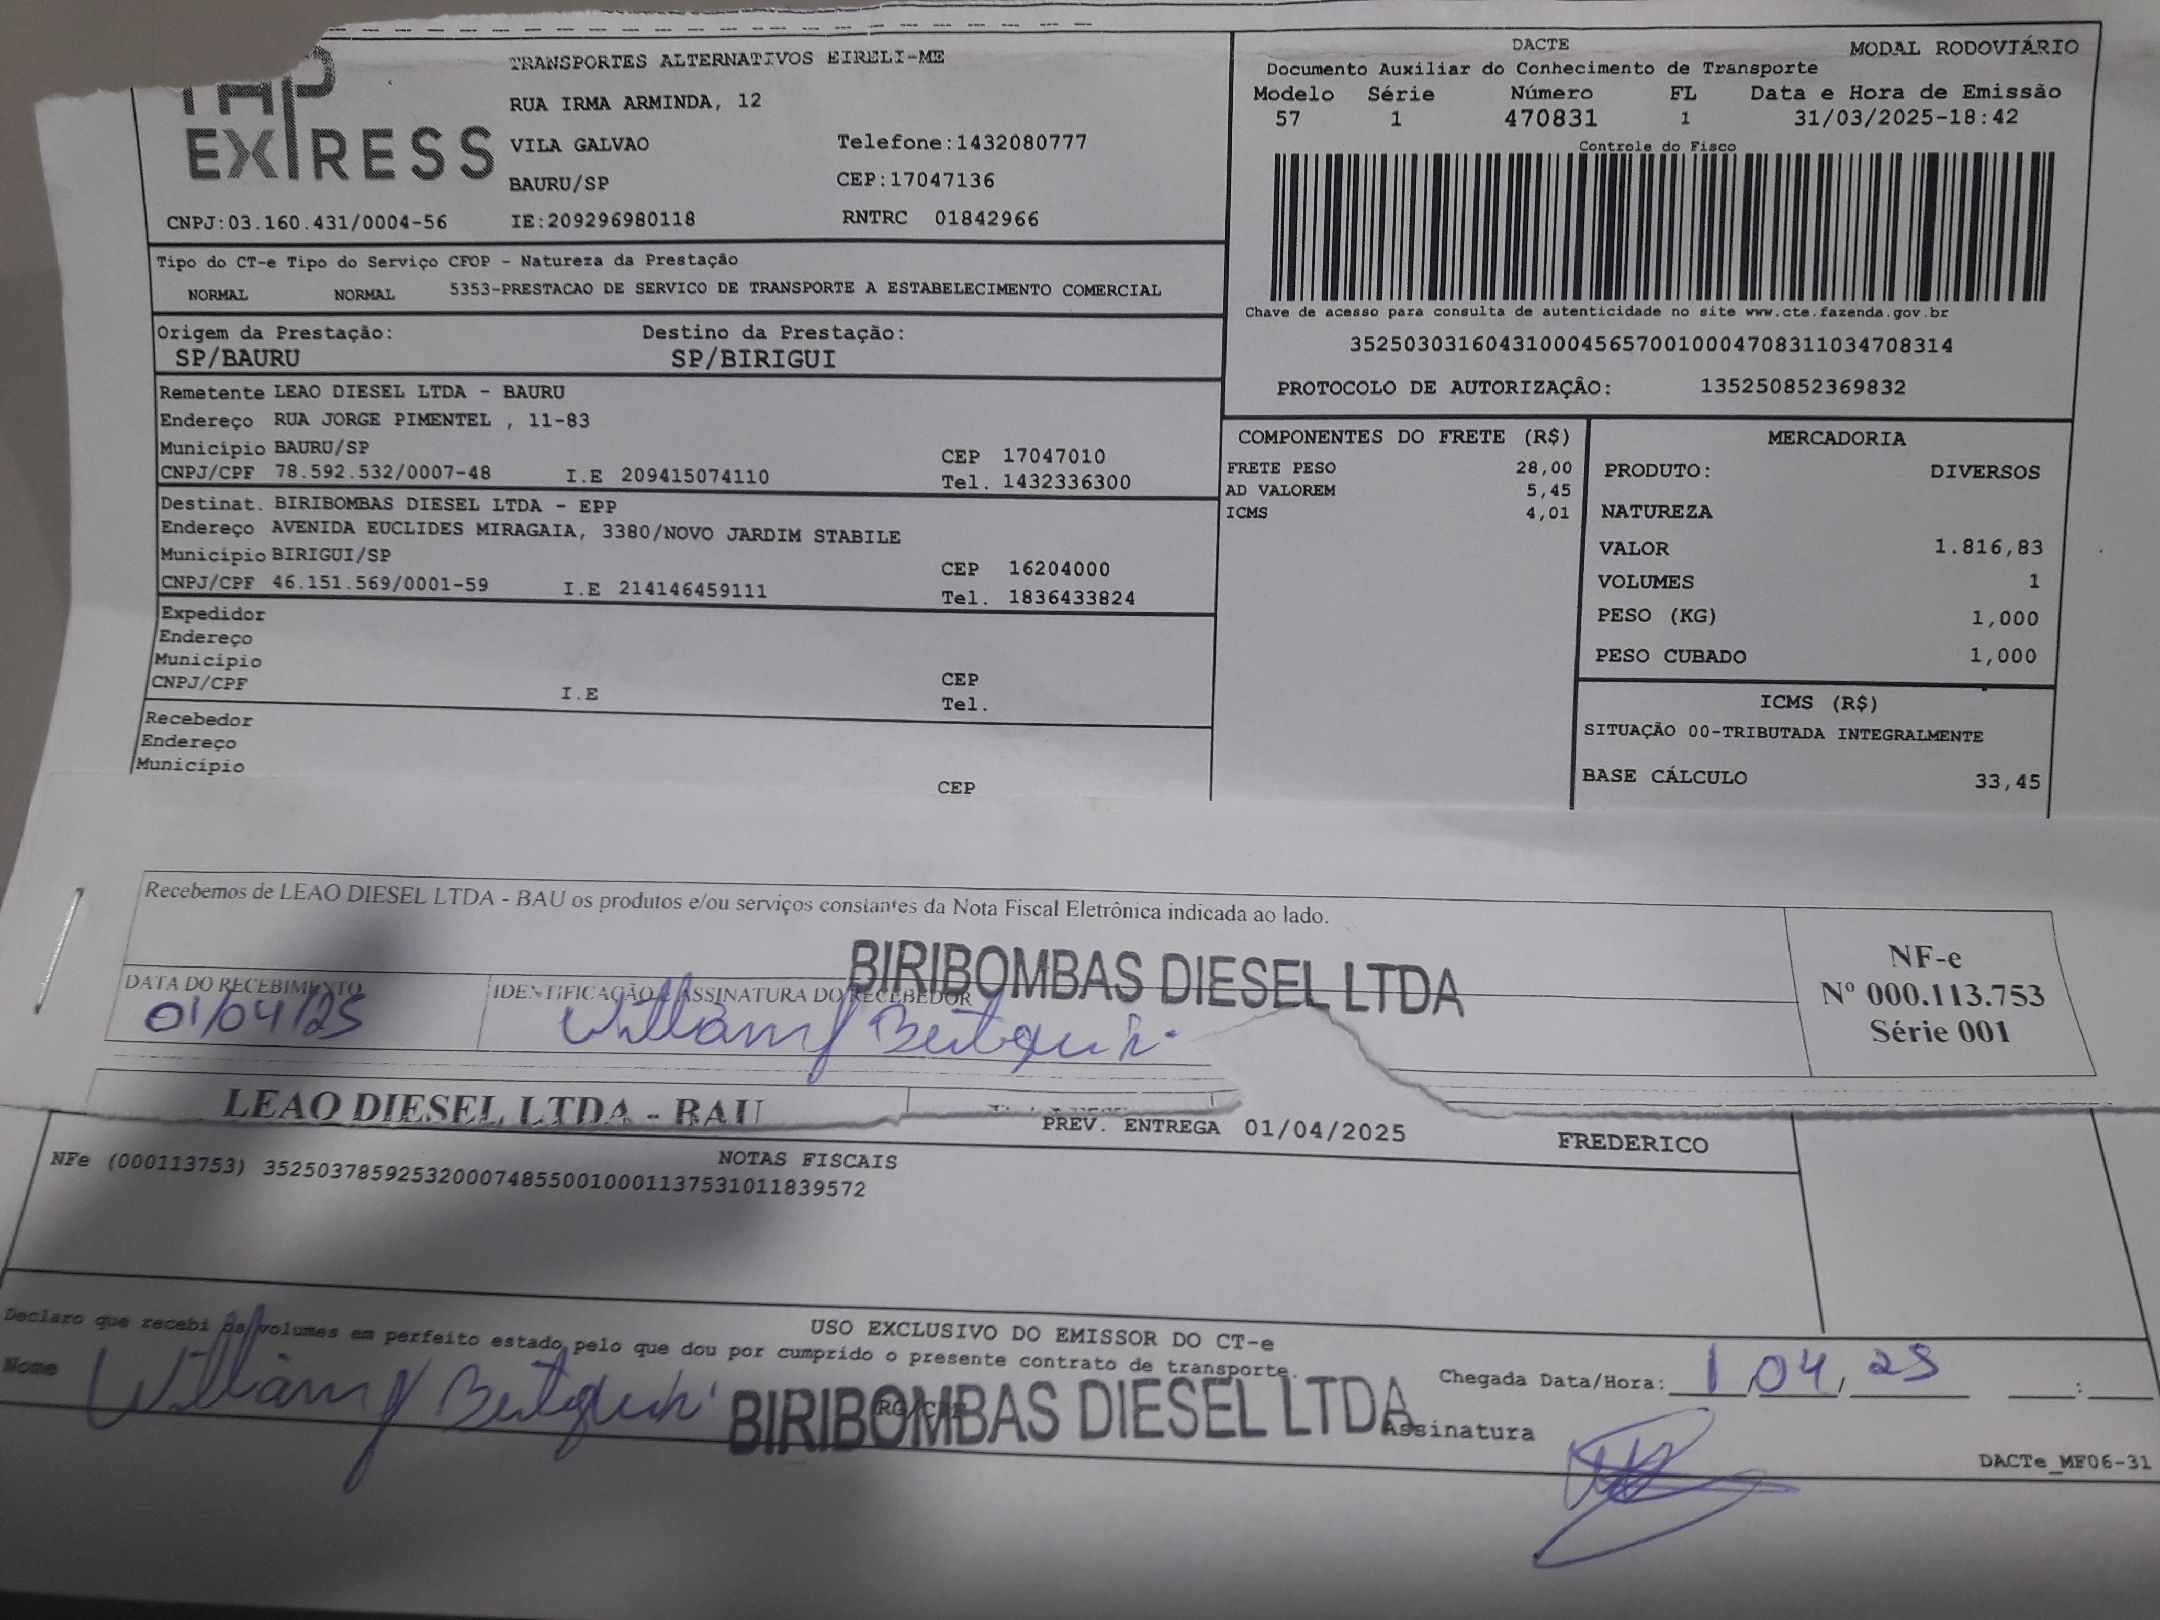 TAP
EXPRESS
TRANSPORTES ALTERNATIVOS EIRELI-ME
RUA IRMA ARMINDA, 12
VILA GALVAO Telefone:1432080777
BAURU/SP CEP:17047136
CNPJ:03.160.431/0004-56 IE:209296980118 RNTRC 01842966
DACTE MODAL RODOVIÁRIO
Documento Auxiliar do Conhecimento de Transporte
Modelo Série Número FL Data e Hora de Emissão
57 1 470831 1 31/03/2025-18:42
Controle do Fisco
Chave de acesso para consulta de autenticidade no site www.cte.fazenda.gov.br
35250303160431000456570010004708311034708314
PROTOCOLO DE AUTORIZAÇÃO: 135250852369832
Tipo do CT-e Tipo do Serviço CFOP - Natureza da Prestação
NORMAL NORMAL 5353-PRESTACAO DE SERVICO DE TRANSPORTE A ESTABELECIMENTO COMERCIAL
Origem da Prestação: Destino da Prestação:
SP/BAURU SP/BIRIGUI
Remetente LEAO DIESEL LTDA - BAURU
Endereço RUA JORGE PIMENTEL , 11-83
Município BAURU/SP CEP 17047010
CNPJ/CPF 78.592.532/0007-48 I.E 209415074110 Tel. 1432336300
Destinat. BIRIBOMBAS DIESEL LTDA - EPP
Endereço AVENIDA EUCLIDES MIRAGAIA, 3380/NOVO JARDIM STABILE
Município BIRIGUI/SP CEP 16204000
CNPJ/CPF 46.151.569/0001-59 I.E 214146459111 Tel. 1836433824
Expedidor
Endereço
Município CEP
CNPJ/CPF I.E Tel.
Recebedor
Endereço
Município CEP
COMPONENTES DO FRETE (R$)
FRETE PESO 28,00
AD VALOREM 5,45
ICMS 4,01
MERCADORIA
PRODUTO: DIVERSOS
NATUREZA
VALOR 1.816,83
VOLUMES 1
PESO (KG) 1,000
PESO CUBADO 1,000
ICMS (R$)
SITUAÇÃO 00-TRIBUTADA INTEGRALMENTE
BASE CÁLCULO 33,45
Recebemos de LEAO DIESEL LTDA - BAU os produtos e/ou serviços constantes da Nota Fiscal Eletrônica indicada ao lado.
BIRIBOMBAS DIESEL LTDA
DATA DO RECEBIMENTO IDENTIFICAÇÃO E ASSINATURA DO RECEBEDOR
01/04/25
NF-e
Nº 000.113.753
Série 001
LEAO DIESEL LTDA - BAU
PREV. ENTREGA 01/04/2025 FREDERICO
NOTAS FISCAIS
NFe (000113753) 35250378592532000748550010001137531011839572
USO EXCLUSIVO DO EMISSOR DO CT-e
Declaro que recebi os volumes em perfeito estado pelo que dou por cumprido o presente contrato de transporte.
Nome RG/CPF Chegada Data/Hora: 1/04/25 :
BIRIBOMBAS DIESEL LTDA
Assinatura
DACTe_MF06-31